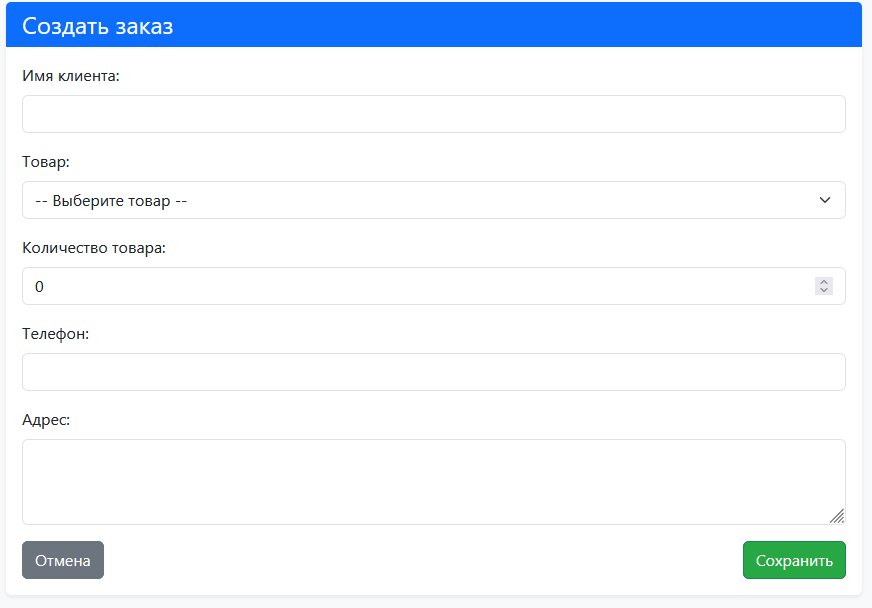 Создать заказ
Имя клиента:
Товар:
-- Выберите товар --
Количество товара:
0
Телефон:
Адрес:
Отмена
Сохранить